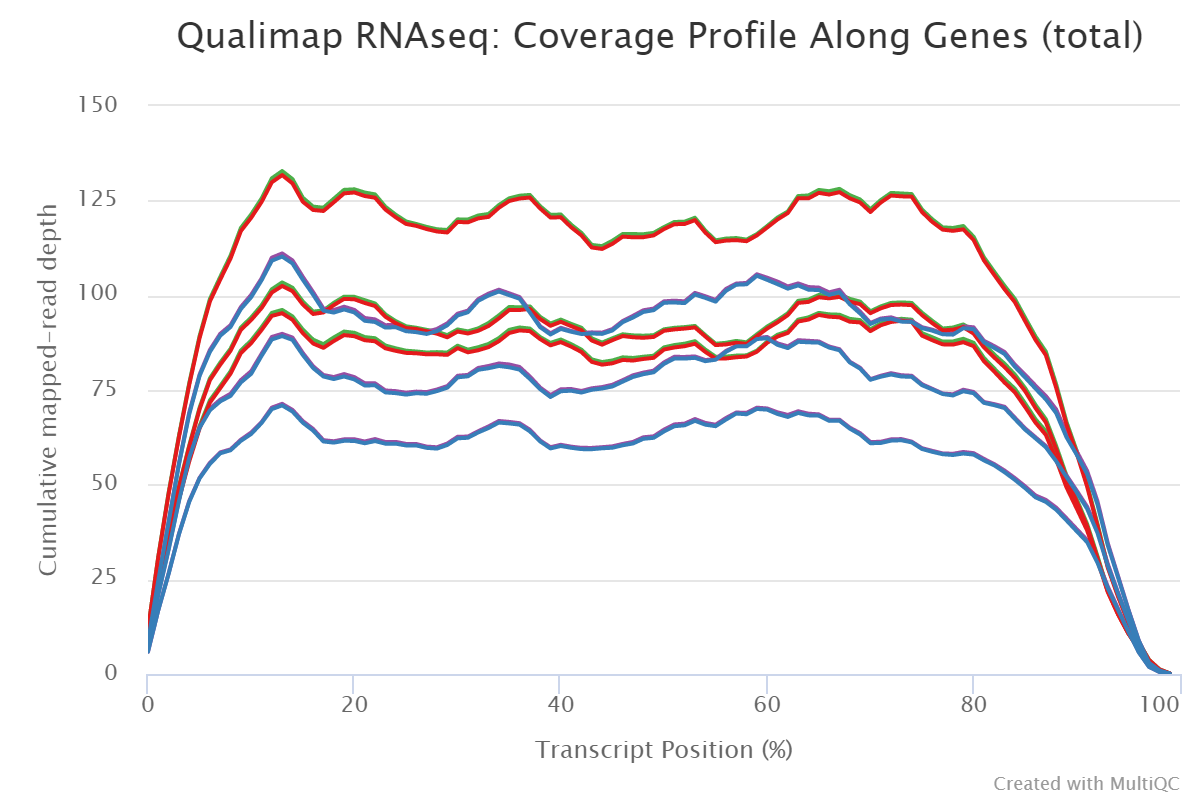 Qualimap RNAseq: Coverage Profile Along Genes (total)
Cumulative mapped-read depth
150
125
100
75
50
25
0
0 20 40 60 80 100
Transcript Position (%)
Created with MultiQC